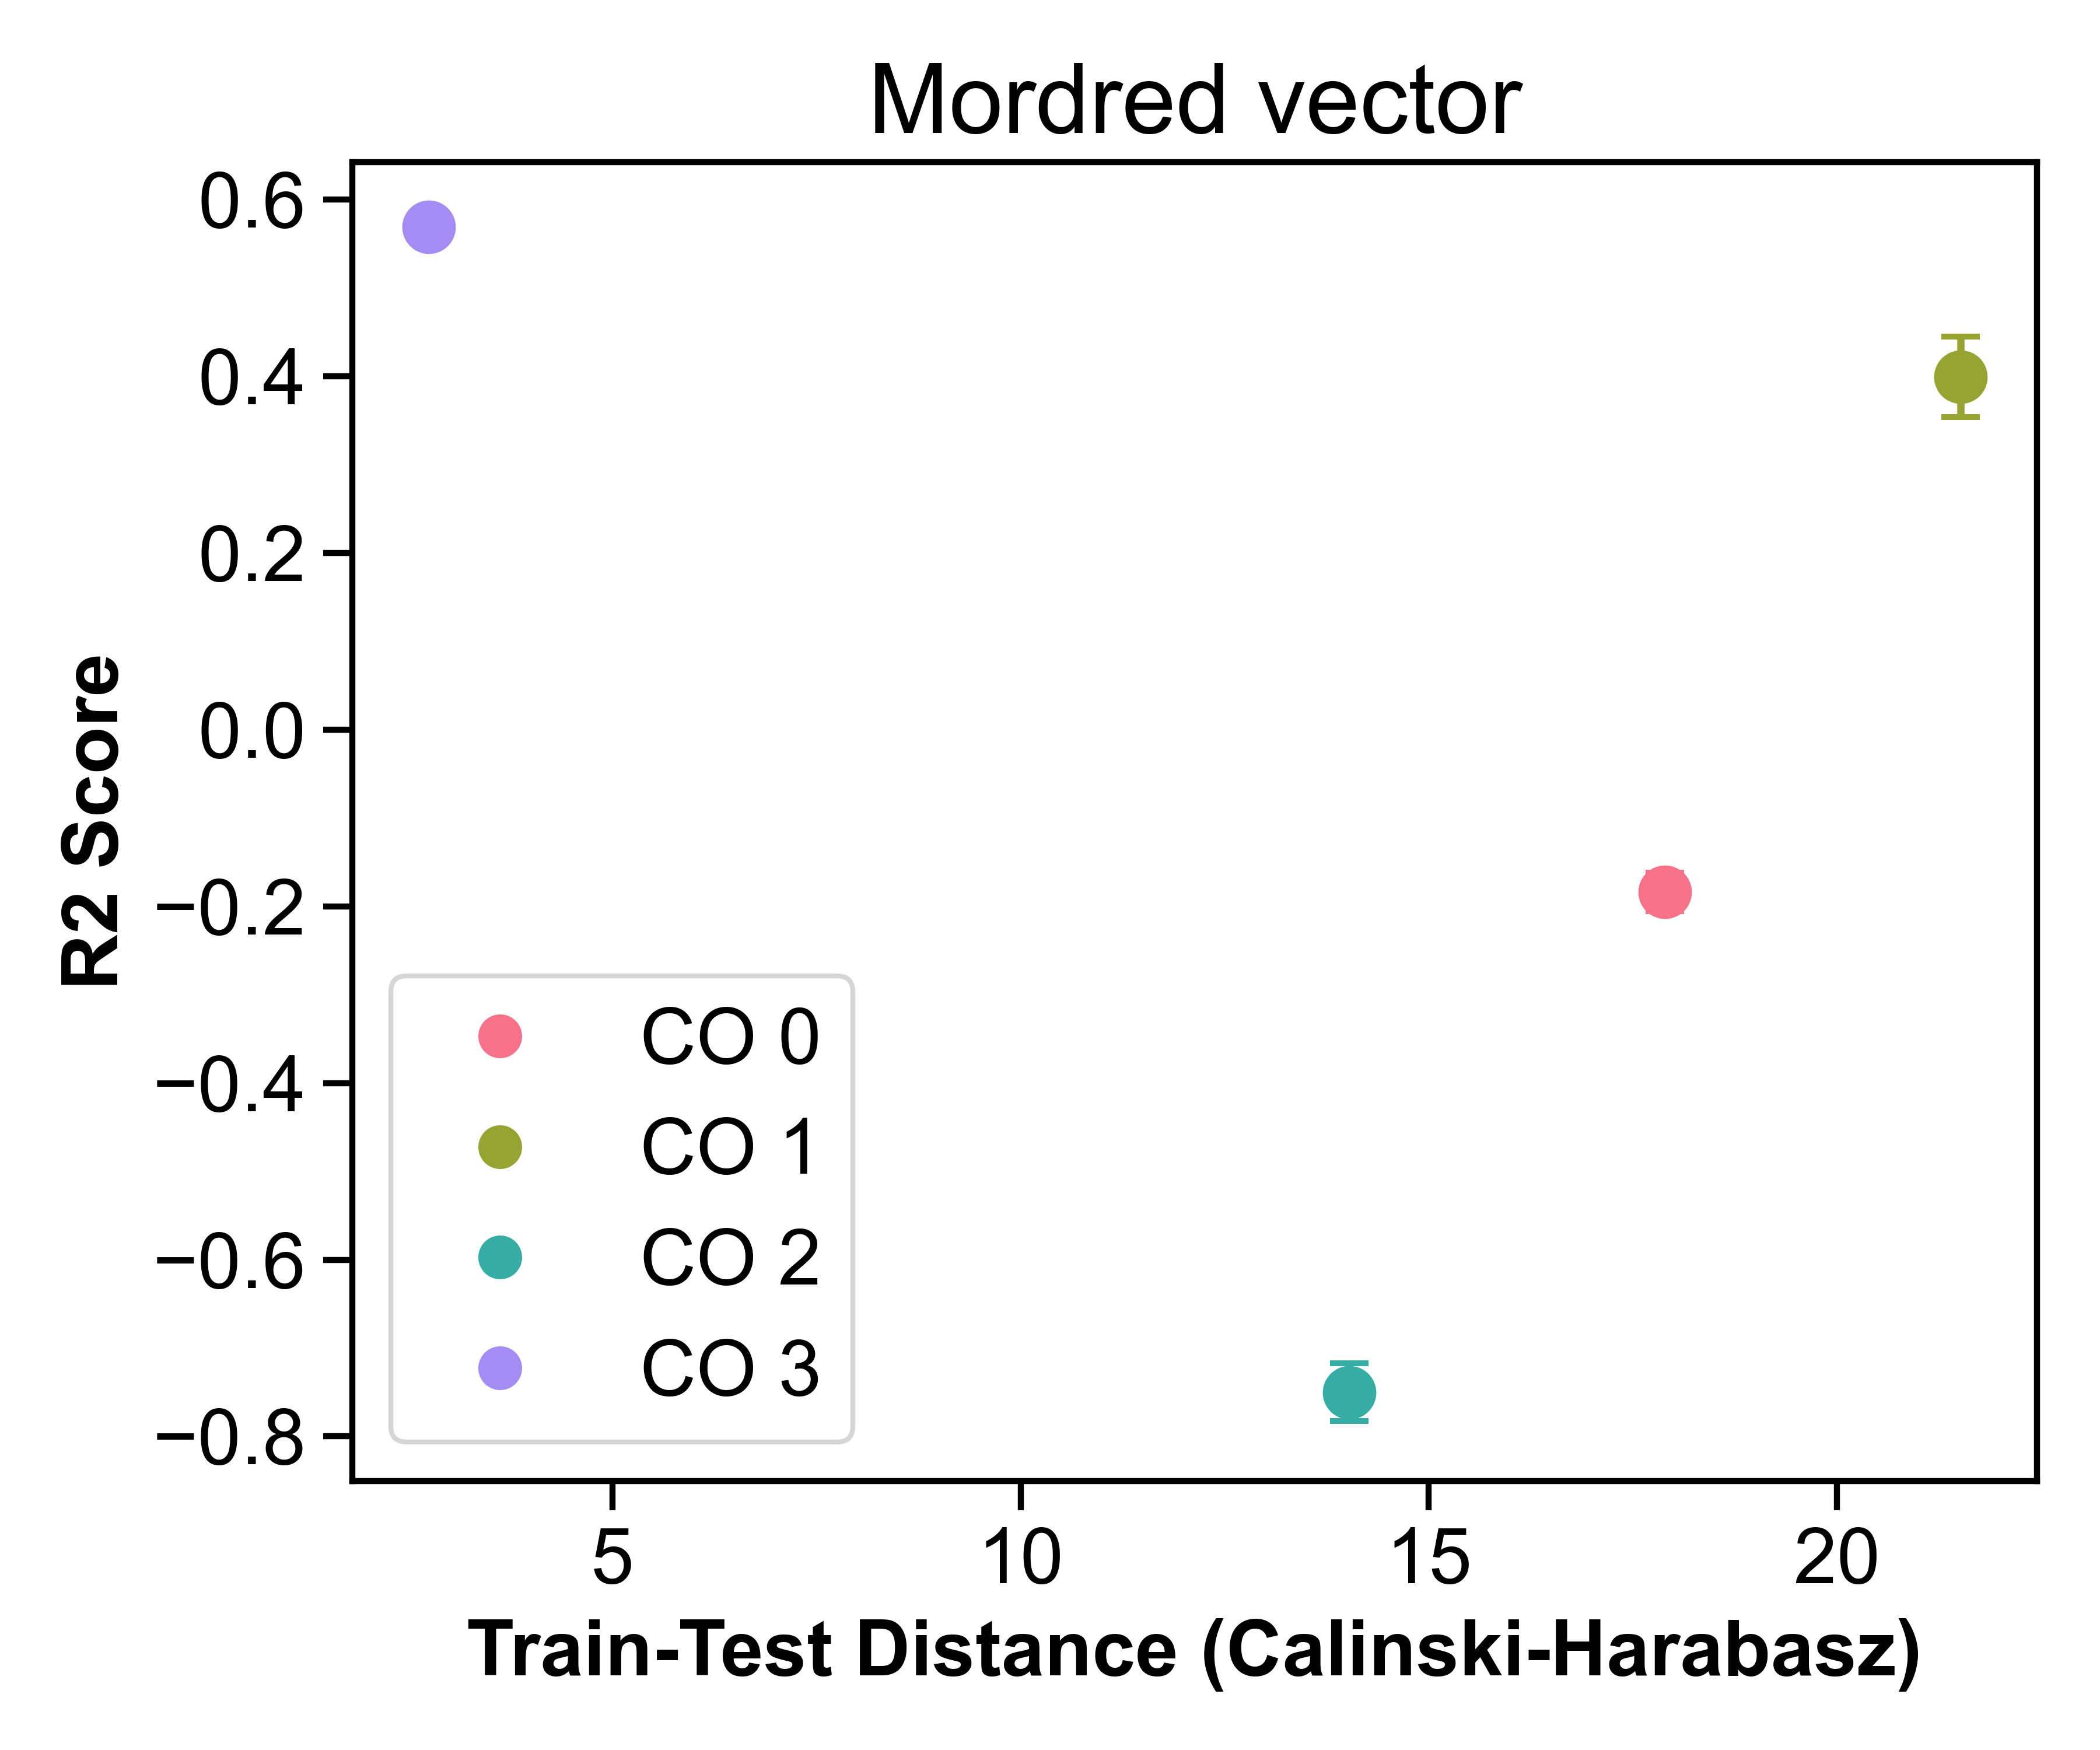 Mordred vector
0.6
0.4
0.2
0.0
−0.2
−0.4
−0.6
−0.8
R2 Score
CO 0
CO 1
CO 2
CO 3
5 10 15 20
Train-Test Distance (Calinski-Harabasz)